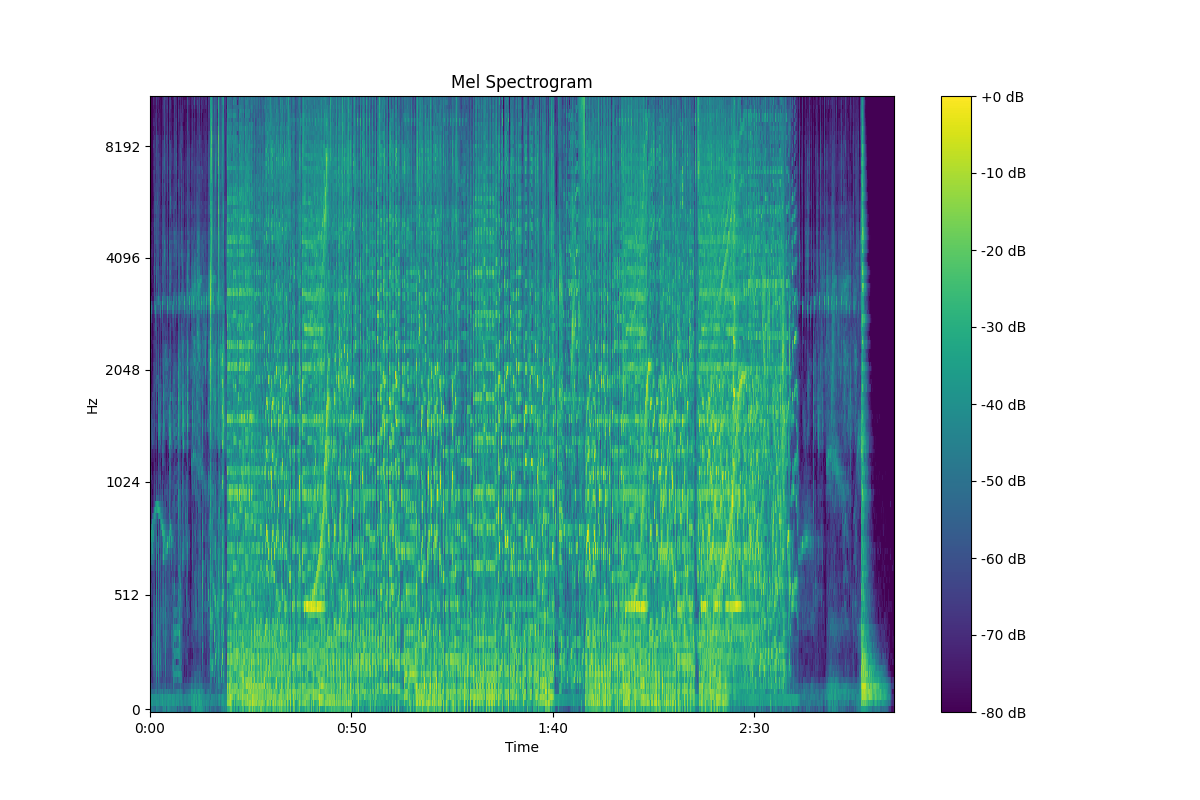 Mel Spectrogram
+0 dB
8192
-10 dB
-20 dB
4096
-30 dB
2048
Hz
-40 dB
1024
-50 dB
-60 dB
512
-70 dB
0
-80 dB
0:00
0:50
1:40
2:30
Time